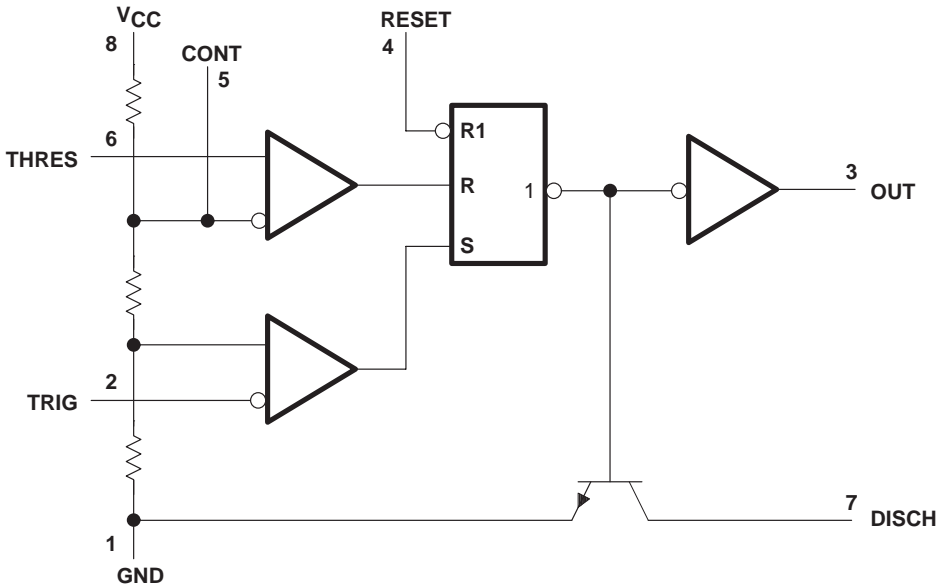 VCC
8
CONT
5
RESET
4
6
THRES
R1
R
1
S
3
OUT
2
TRIG
7
DISCH
1
GND